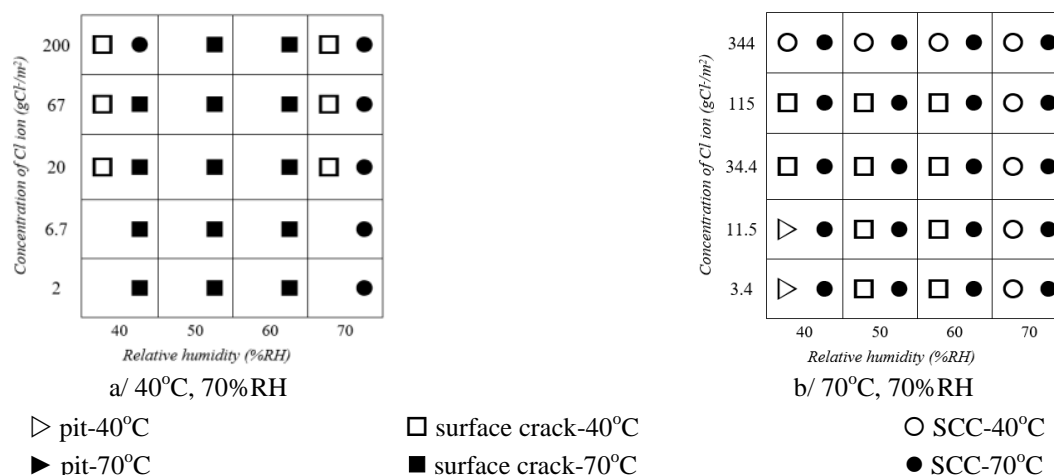 Concentration of Cl ion (gCl-/m²)
200
67
20
6.7
2
40 50 60 70
Relative humidity (%RH)
a/ 40°C, 70%RH
Concentration of Cl ion (gCl-/m²)
344
115
34.4
11.5
3.4
40 50 60 70
Relative humidity (%RH)
b/ 70°C, 70%RH
▷ pit-40°C □ surface crack-40°C ○ SCC-40°C
▶ pit-70°C ■ surface crack-70°C ● SCC-70°C